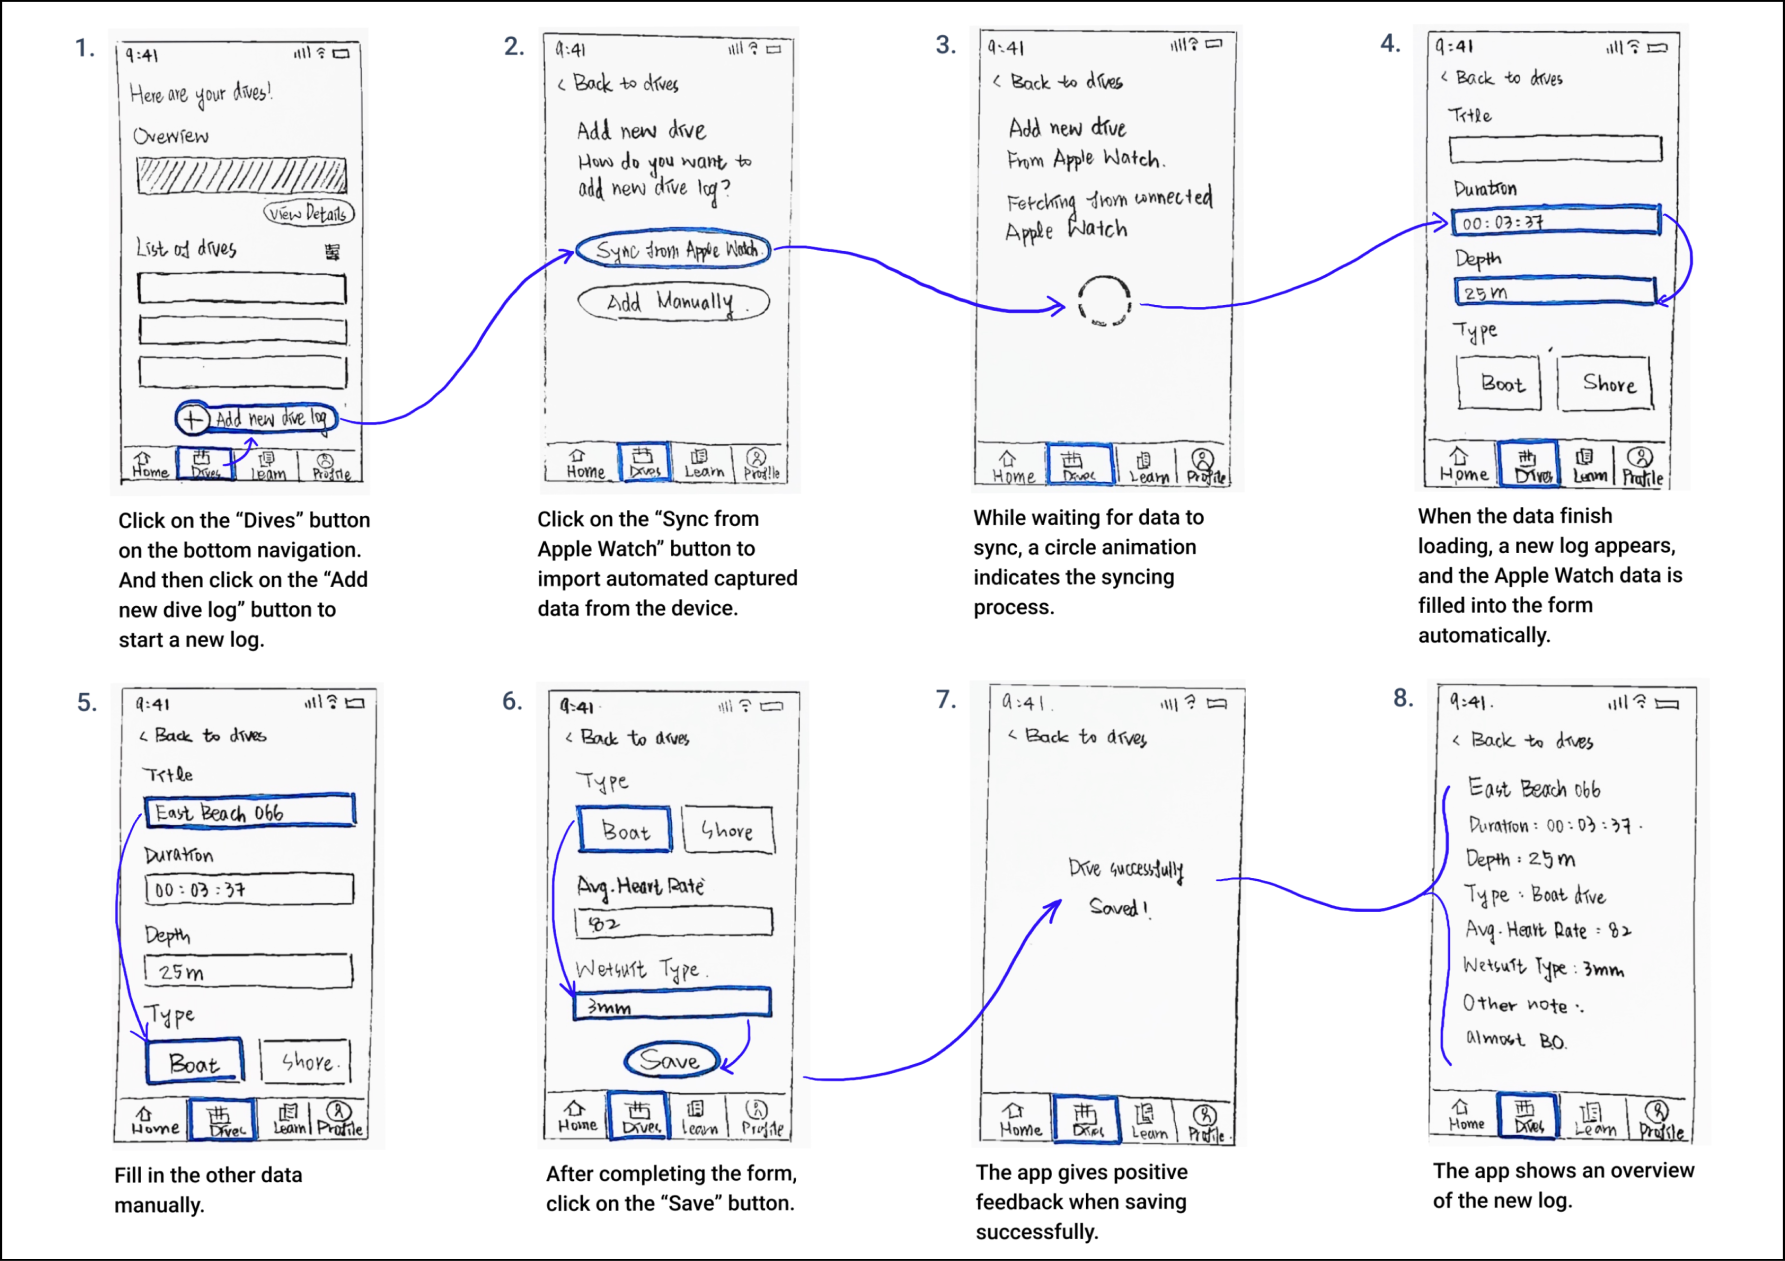 1.
9:41
Here are your dives!
Overview
View Details
List of dives
+ Add new dive log
Home Dives Learn Profile
Click on the “Dives” button
on the bottom navigation.
And then click on the “Add
new dive log” button to
start a new log.
2.
9:41
< Back to dives
Add new dive
How do you want to
add new dive log?
Sync from Apple Watch.
Add Manually.
Home Dives Learn Profile
Click on the “Sync from
Apple Watch” button to
import automated captured
data from the device.
3.
9:41
< Back to dives
Add new dive
From Apple Watch.
Fetching from connected
Apple Watch
Home Dives Learn Profile
While waiting for data to
sync, a circle animation
indicates the syncing
process.
4.
9:41
< Back to dives
Title
Duration
00:03:37
Depth
25m
Type
Boat Shore
Home Dives Learn Profile
When the data finish
loading, a new log appears,
and the Apple Watch data is
filled into the form
automatically.
5.
9:41
< Back to dives
Title
East Beach 066
Duration
00:03:37
Depth
25m
Type
Boat Shore.
Home Dives Learn Profile
Fill in the other data
manually.
6.
9:41
< Back to dives
Type
Boat Shore
Avg. Heart Rate
82
Wetsuit Type.
3mm
Save
Home Dives Learn Profile
After completing the form,
click on the “Save” button.
7.
9:41.
< Back to dives
Dive successfully
Saved!
Home Dives Learn Profile.
The app gives positive
feedback when saving
successfully.
8.
9:41.
< Back to dives
East Beach 066
Duration: 00:03:37.
Depth: 25m
Type: Boat dive
Avg. Heart Rate: 82
Wetsuit Type: 3mm
Other note:.
almost B.O.
Home Dives Learn Profile
The app shows an overview
of the new log.